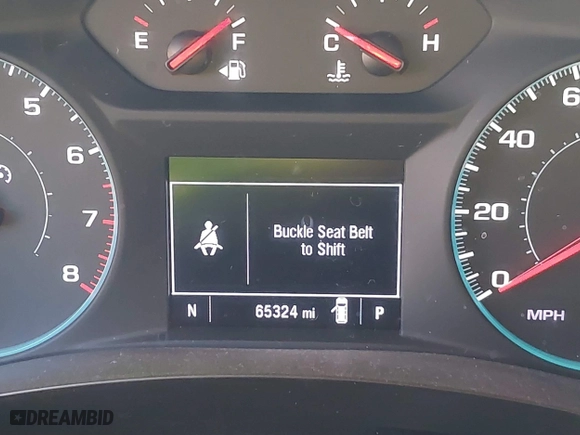 E F
C H
5
6
7
8
60
40
20
0
MPH
Buckle Seat Belt
to Shift
N 65324 mi P
DREAMBID